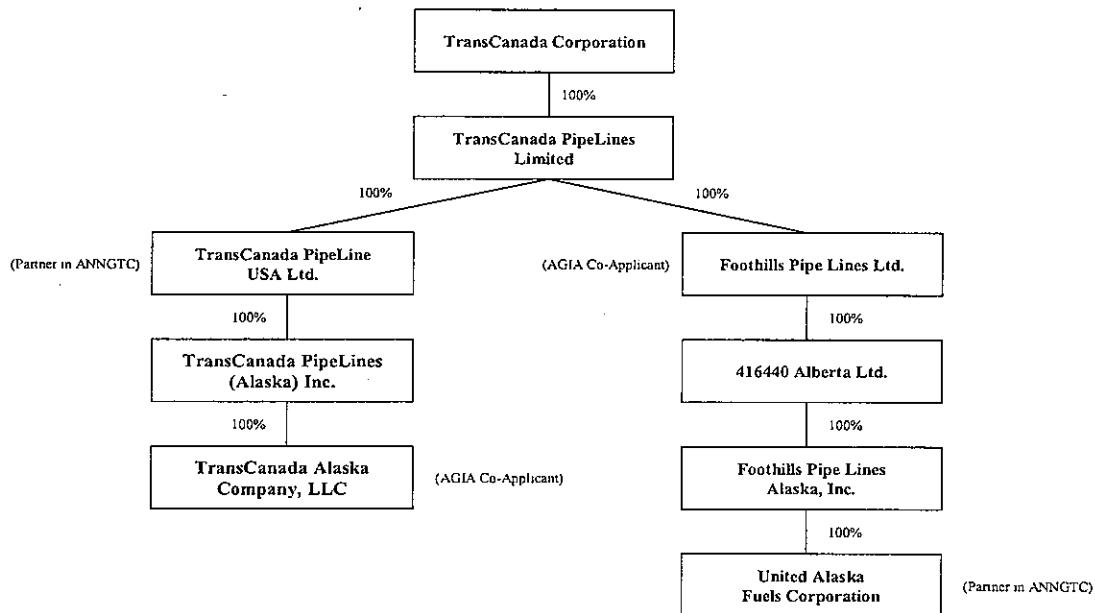 TransCanada Corporation
100%
TransCanada PipeLines
Limited
100%
100%
(Partner in ANNGTC)
TransCanada PipeLine
USA Ltd.
(AGIA Co-Applicant)
Foothills Pipe Lines Ltd.
100%
100%
TransCanada PipeLines
(Alaska) Inc.
416440 Alberta Ltd.
100%
100%
TransCanada Alaska
Company, LLC
(AGIA Co-Applicant)
Foothills Pipe Lines
Alaska, Inc.
100%
United Alaska
Fuels Corporation
(Partner in ANNGTC)